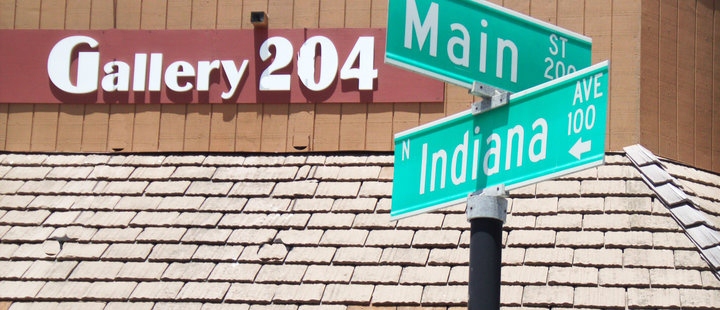 Gallery 204
N Main ST 200
N Indiana AVE 100 ←